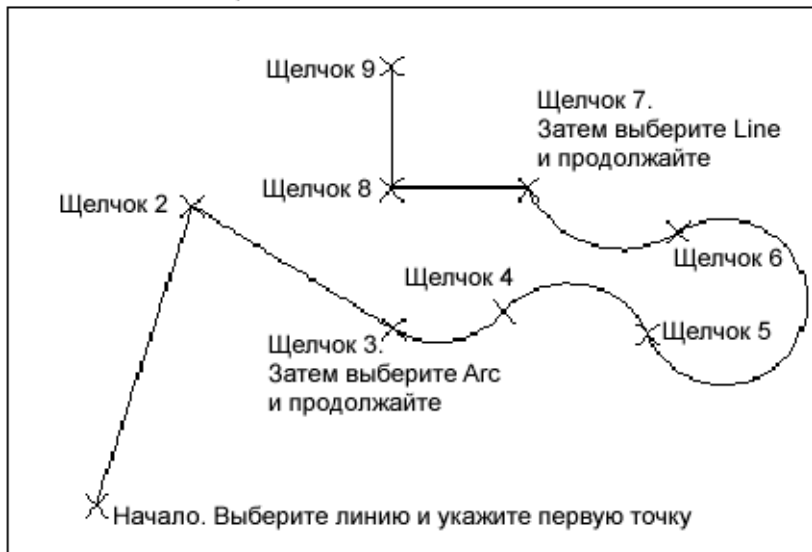 Щелчок 9
Щелчок 7.
Затем выберите Line
и продолжайте
Щелчок 8
Щелчок 2
Щелчок 6
Щелчок 4
Щелчок 5
Щелчок 3.
Затем выберите Arc
и продолжайте
Начало. Выберите линию и укажите первую точку